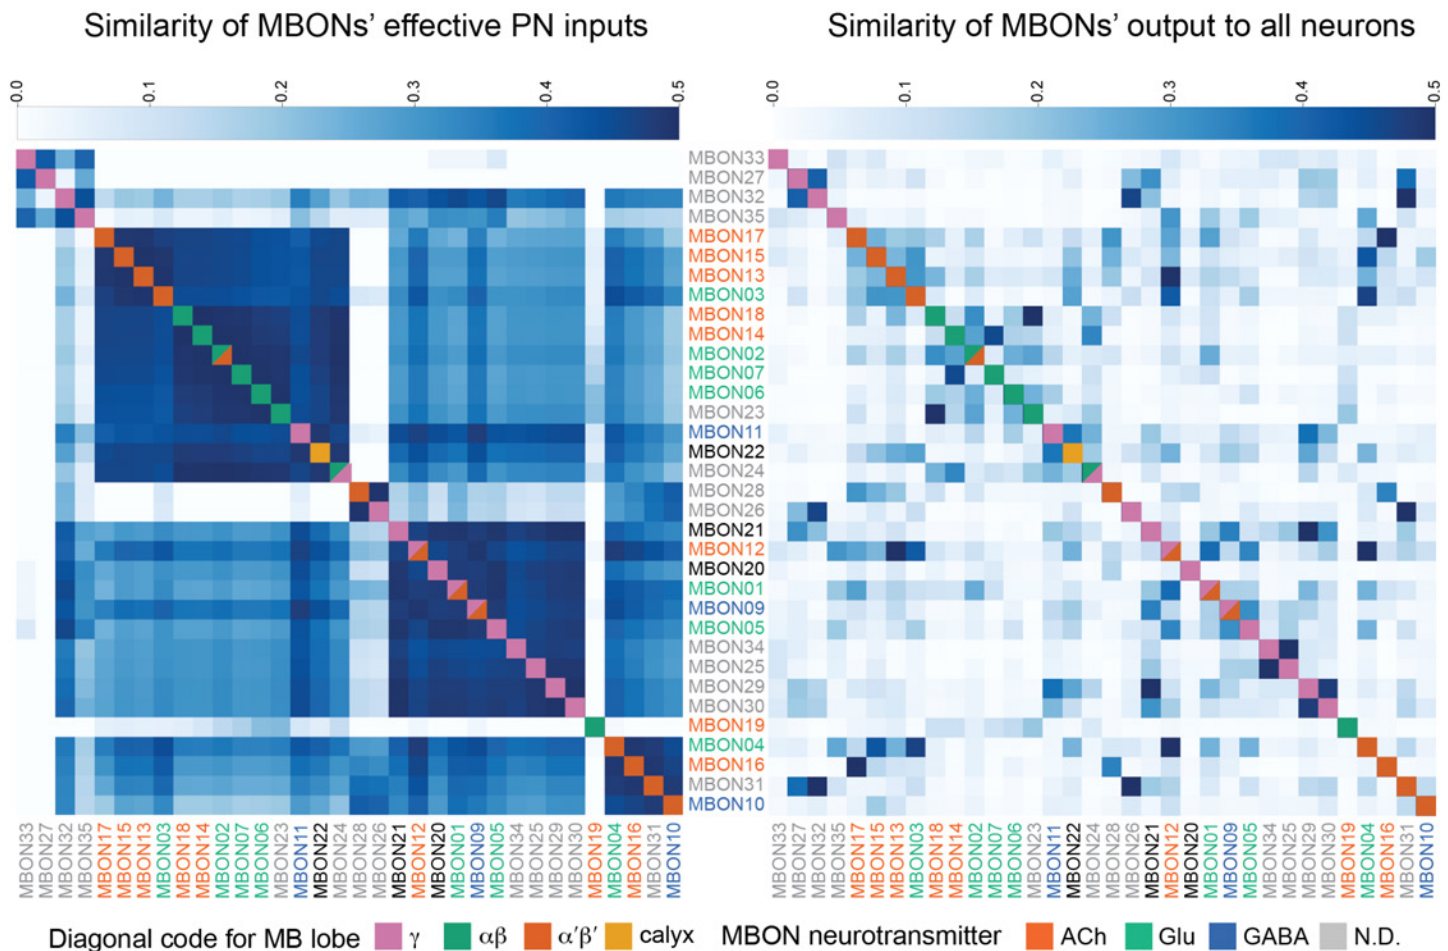 Similarity of MBONs' effective PN inputs
Similarity of MBONs' output to all neurons
0.0 0.1 0.2 0.3 0.4 0.5
0.0 0.1 0.2 0.3 0.4 0.5
MBON33
MBON27
MBON32
MBON35
MBON17
MBON15
MBON13
MBON03
MBON18
MBON14
MBON02
MBON07
MBON06
MBON23
MBON11
MBON22
MBON24
MBON28
MBON26
MBON21
MBON12
MBON20
MBON01
MBON09
MBON05
MBON34
MBON25
MBON29
MBON30
MBON19
MBON04
MBON16
MBON31
MBON10
MBON33 MBON27 MBON32 MBON35 MBON17 MBON15 MBON13 MBON03 MBON18 MBON14 MBON02 MBON07 MBON06 MBON23 MBON11 MBON22 MBON24 MBON28 MBON26 MBON21 MBON12 MBON20 MBON01 MBON09 MBON05 MBON34 MBON25 MBON29 MBON30 MBON19 MBON04 MBON16 MBON31 MBON10
MBON33 MBON27 MBON32 MBON35 MBON17 MBON15 MBON13 MBON03 MBON18 MBON14 MBON02 MBON07 MBON06 MBON23 MBON11 MBON22 MBON24 MBON28 MBON26 MBON21 MBON12 MBON20 MBON01 MBON09 MBON05 MBON34 MBON25 MBON29 MBON30 MBON19 MBON04 MBON16 MBON31 MBON10
Diagonal code for MB lobe γ αβ α′β′ calyx MBON neurotransmitter ACh Glu GABA N.D.